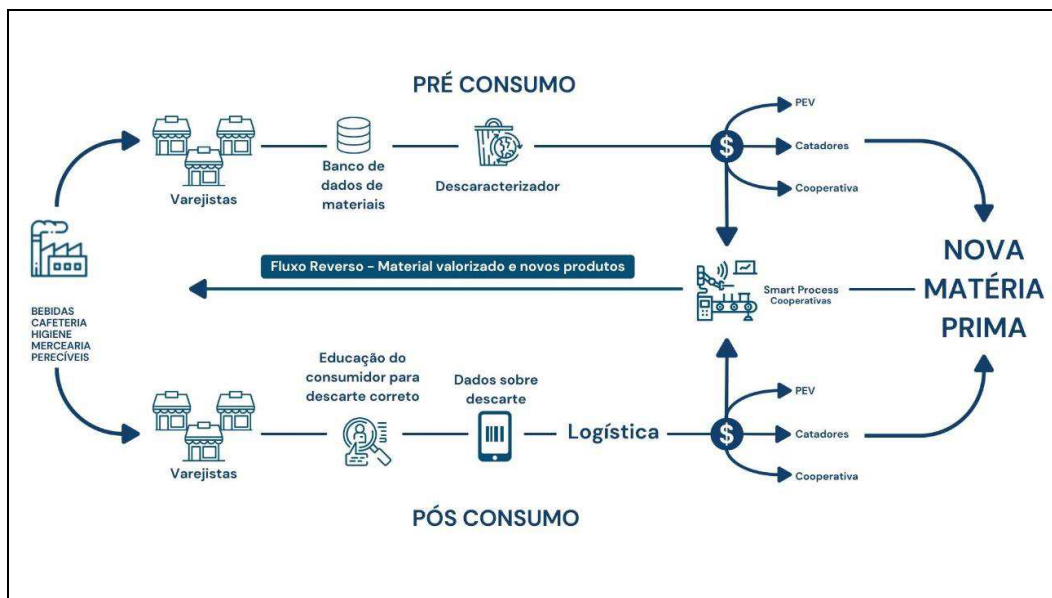 PRÉ CONSUMO
PEV
$
Catadores
Cooperativa
Banco de
dados de
materiais
Descaracterizador
Varejistas
Fluxo Reverso - Material valorizado e novos produtos
Smart Process
Cooperativas
NOVA
MATÉRIA
PRIMA
BEBIDAS
CAFETERIA
HIGIENE
MERCEARIA
PERECÍVEIS
Educação do
consumidor para
descarte correto
Dados sobre
descarte
Logística
PEV
$
Catadores
Cooperativa
Varejistas
PÓS CONSUMO